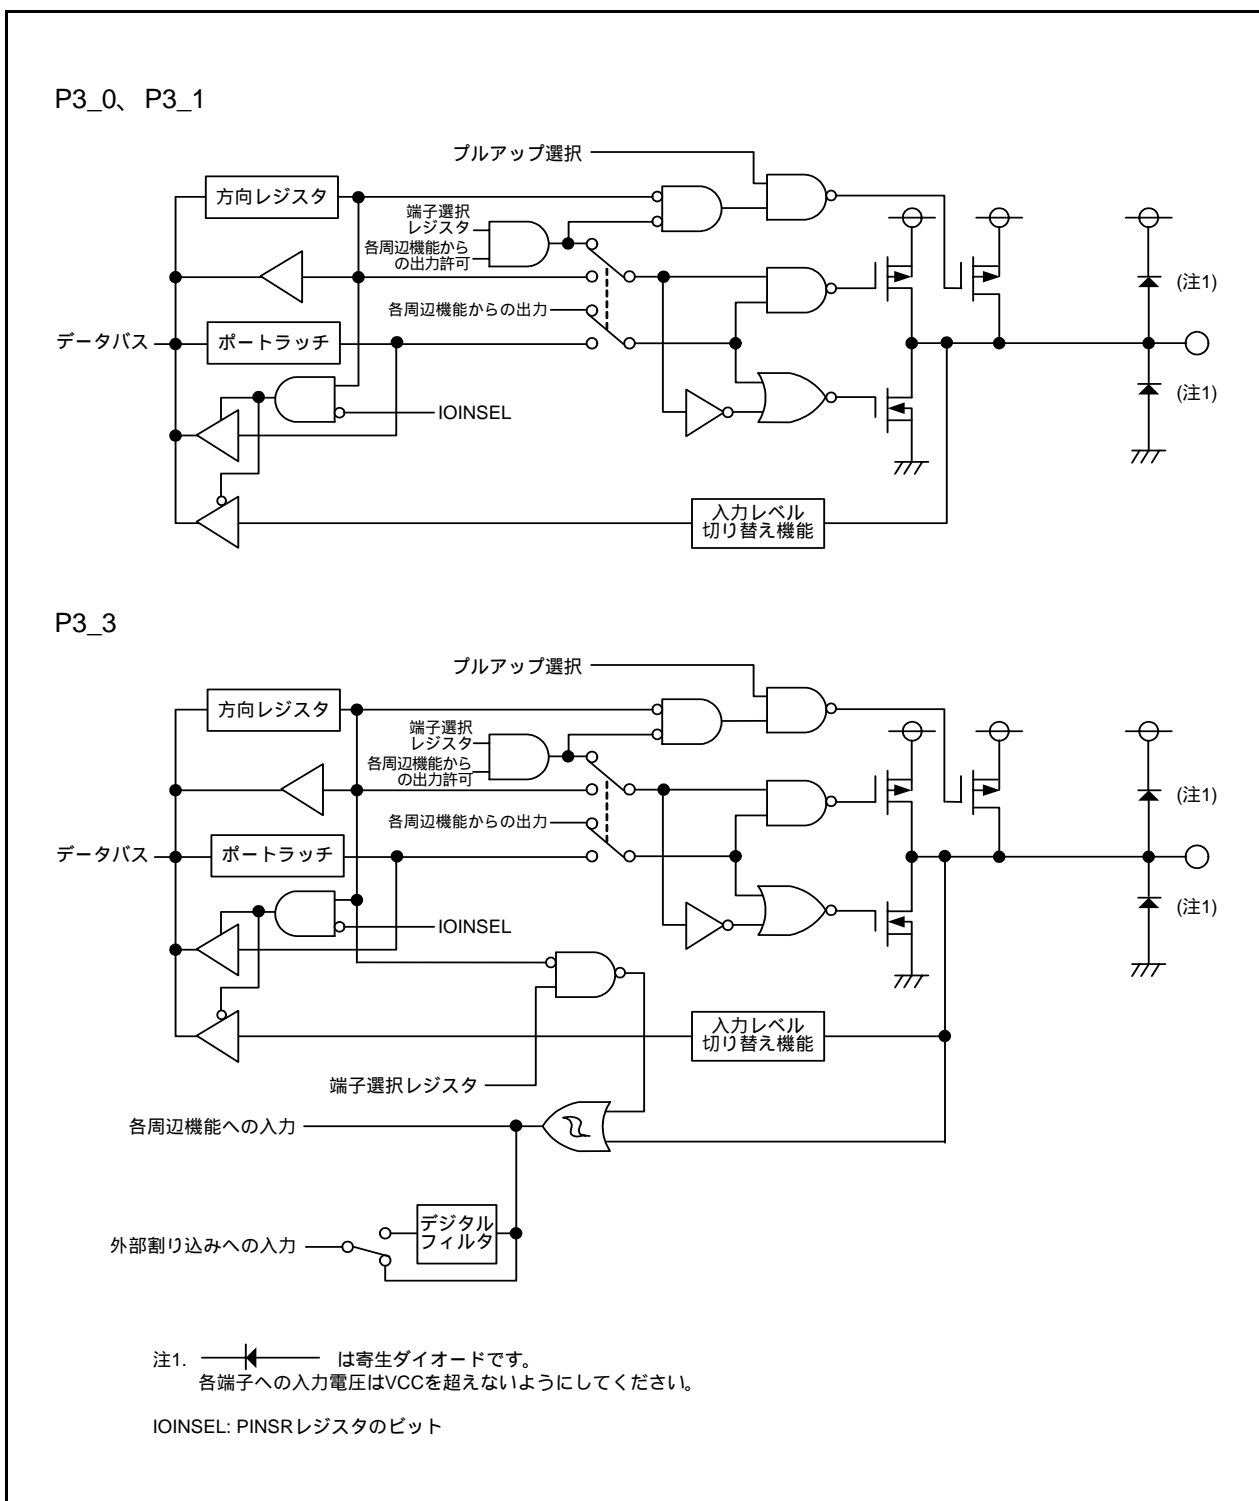 P3_0、P3_1
プルアップ選択
方向レジスタ
端子選択
レジスタ
各周辺機能から
の出力許可
各周辺機能からの出力
データバス
ポートラッチ
IOINSEL
(注1)
(注1)
入力レベル
切り替え機能
P3_3
プルアップ選択
方向レジスタ
端子選択
レジスタ
各周辺機能から
の出力許可
各周辺機能からの出力
データバス
ポートラッチ
IOINSEL
(注1)
(注1)
入力レベル
切り替え機能
端子選択レジスタ
各周辺機能への入力
デジタル
フィルタ
外部割り込みへの入力
注1. は寄生ダイオードです。
各端子への入力電圧はVCCを超えないようにしてください。
IOINSEL: PINSRレジスタのビット